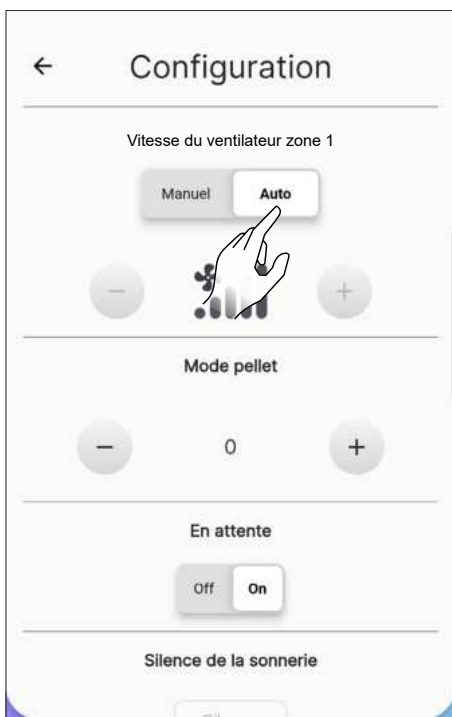 ← Configuration
Vitesse du ventilateur zone 1
Manuel Auto
− +
Mode pellet
− 0 +
En attente
Off On
Silence de la sonnerie